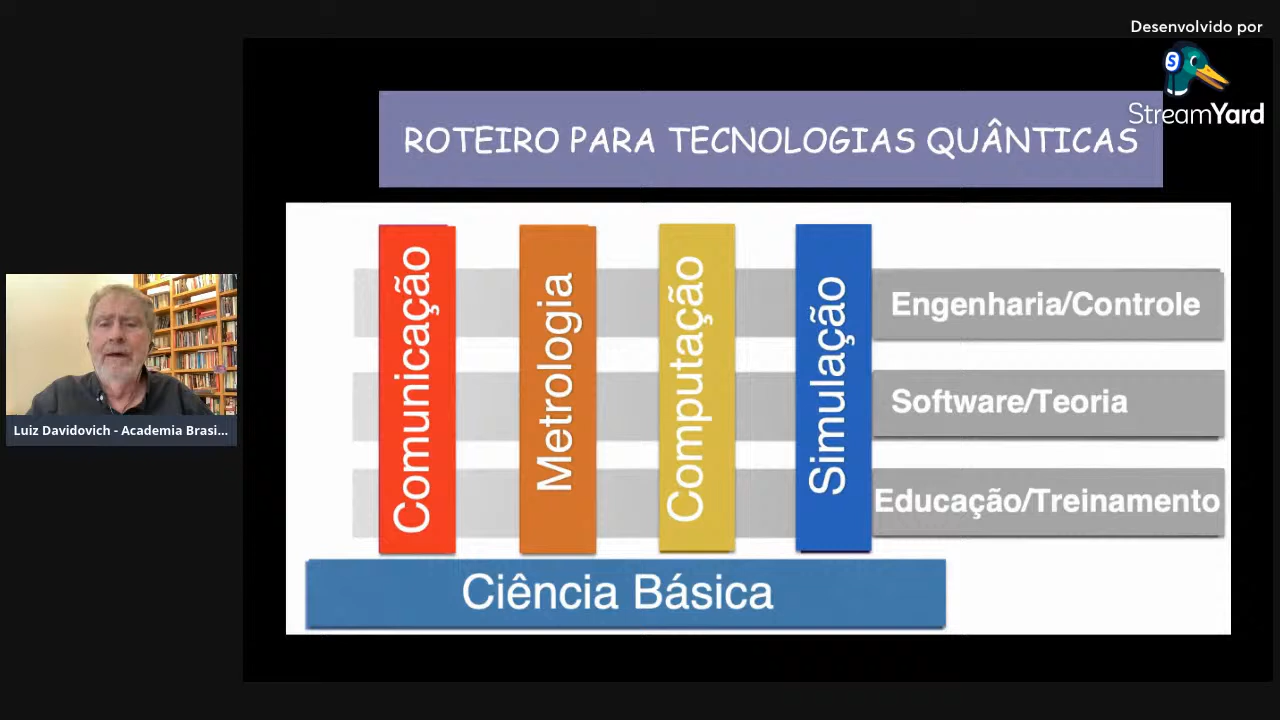 Desenvolvido por
StreamYard
ROTEIRO PARA TECNOLOGIAS QUÂNTICAS
Comunicação
Metrologia
Computação
Simulação
Engenharia/Controle
Software/Teoria
Educação/Treinamento
Ciência Básica
Luiz Davidovich - Academia Brasi...